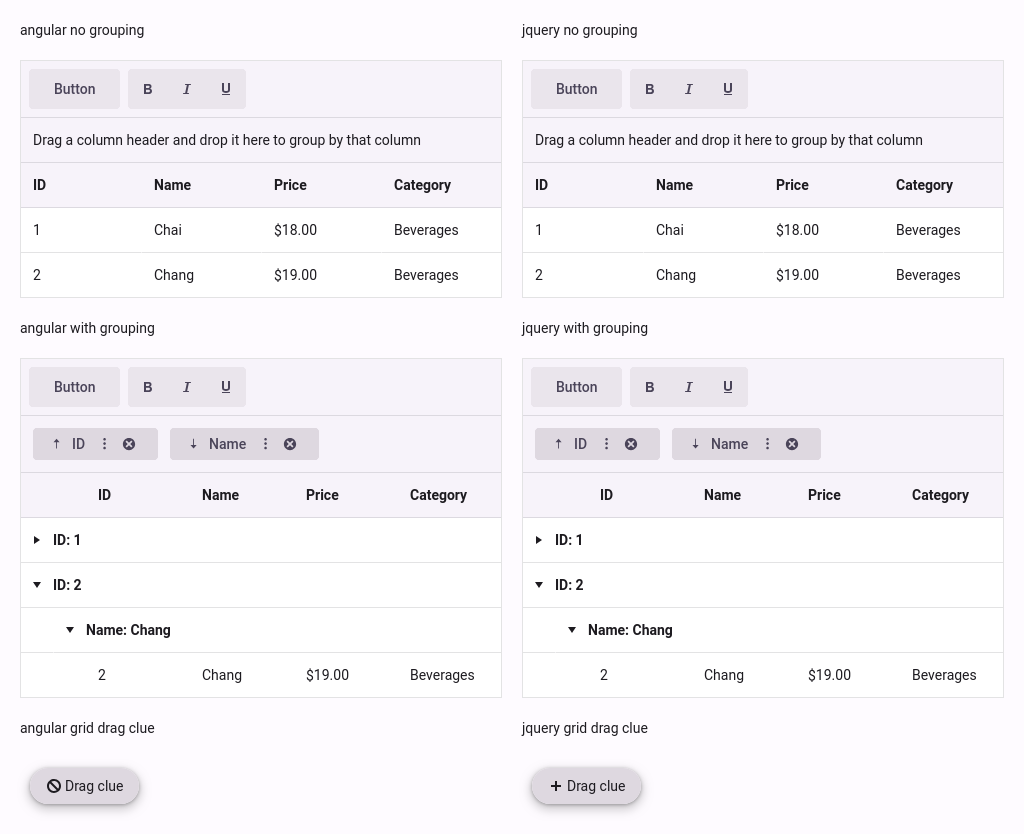 angular no grouping
Button B I U
Drag a column header and drop it here to group by that column
ID Name Price Category
1 Chai $18.00 Beverages
2 Chang $19.00 Beverages
jquery no grouping
Button B I U
Drag a column header and drop it here to group by that column
ID Name Price Category
1 Chai $18.00 Beverages
2 Chang $19.00 Beverages
angular with grouping
Button B I U
ID Name
ID Name Price Category
ID: 1
ID: 2
Name: Chang
2 Chang $19.00 Beverages
jquery with grouping
Button B I U
ID Name
ID Name Price Category
ID: 1
ID: 2
Name: Chang
2 Chang $19.00 Beverages
angular grid drag clue
Drag clue
jquery grid drag clue
Drag clue